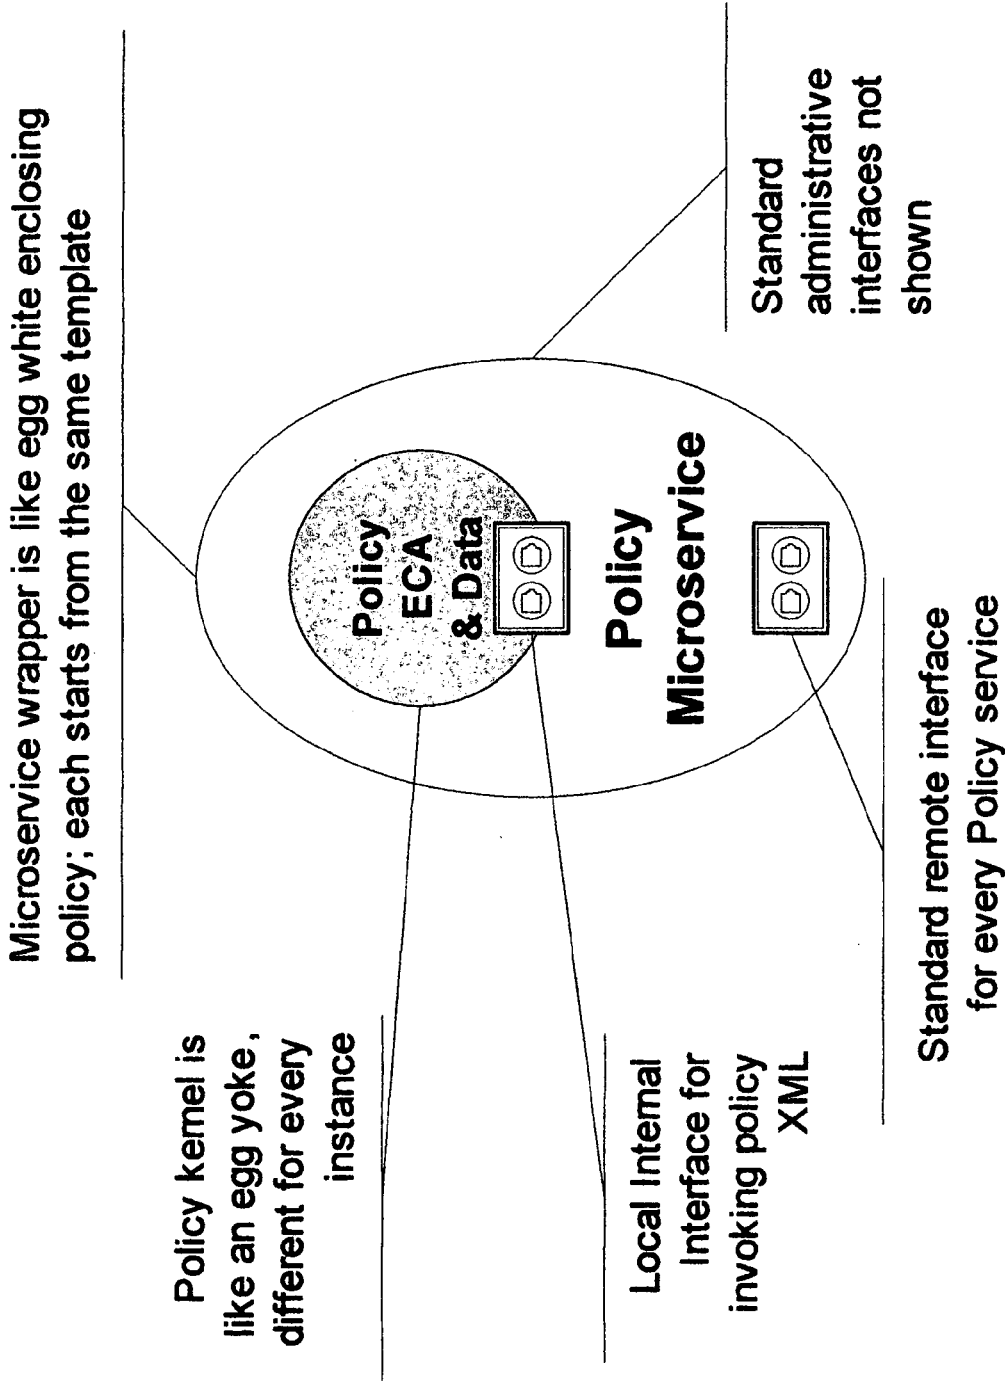 Microservice wrapper is like egg white enclosing
policy; each starts from the same template
Policy kernel is
like an egg yoke,
different for every
instance
Policy
ECA
& Data
Local Internal
Interface for
invoking policy
XML
Policy
Microservice
Standard
administrative
interfaces not
shown
Standard remote interface
for every Policy service